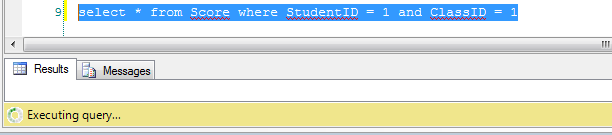 9 select * from Score where StudentID = 1 and ClassID = 1
Results Messages
Executing query...